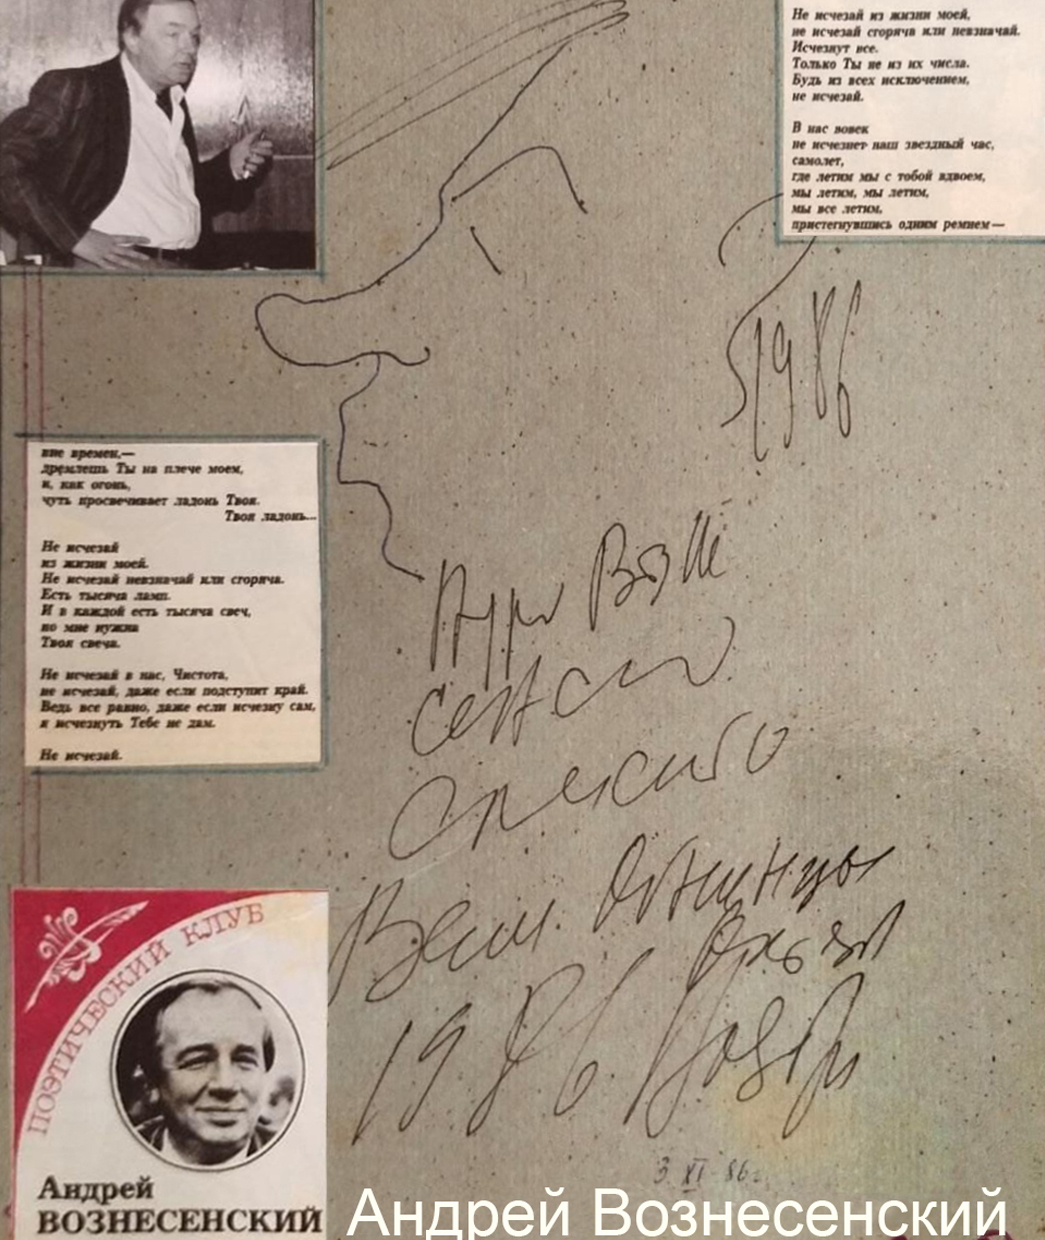 Не исчезай из жизни моей,
не исчезай сгоряча или невзначай.
Исчезнут все.
Только Ты не из их числа.
Будь из всех исключением,
не исчезай.
В нас вовек
не исчезнет наш звездный час,
самолет,
где летим мы с тобой вдвоем,
мы летим, мы летим,
мы все летим,
пристегнувшись одним ремнем—
1986
вне времен,—
дремлешь Ты на плече моем,
и, как огонь,
чуть просвечивает ладонь Твоя.
Твоя ладонь...
Не исчезай
из жизни моей.
Не исчезай невзначай или сгоряча.
Есть тысяча ламп.
И в каждой есть тысяча свеч,
но мне нужна
Твоя свеча.
Не исчезай в нас, Чистота,
не исчезай, даже если подступит край.
Ведь все равно, даже если исчезну сам,
я исчезнуть Тебе не дам.
Не исчезай.
Спасибо
Вам
1986
3 XI 86г.
ПОЭТИЧЕСКИЙ КЛУБ
Андрей
ВОЗНЕСЕНСКИЙ
Андрей Вознесенский